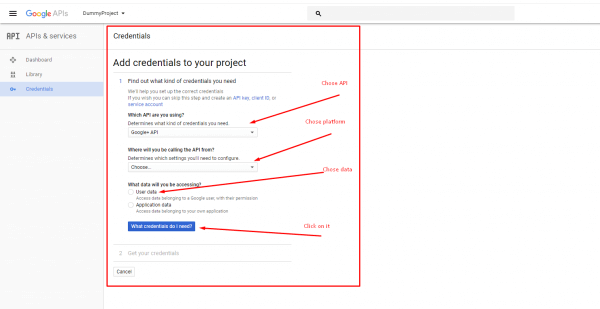 Google APIs
DummyProject
API APIs & services
Dashboard
Library
Credentials
Credentials
Add credentials to your project
1 Find out what kind of credentials you need
We'll help you set up the correct credentials
If you wish you can skip this step and create an API key, client ID, or
service account
Which API are you using?
Determines what kind of credentials you need.
Google+ API
Where will you be calling the API from?
Determines which settings you'll need to configure.
Choose...
What data will you be accessing?
User data
Access data belonging to a Google user, with their permission
Application data
Access data belonging to your own application
What credentials do I need?
2 Get your credentials
Cancel
Chose API
Chose platform
Chose data
Click on it